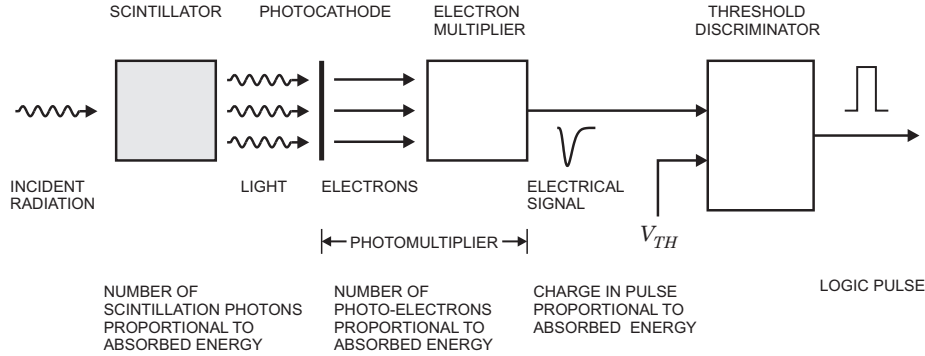 SCINTILLATOR
PHOTOCATHODE
ELECTRON
MULTIPLIER
THRESHOLD
DISCRIMINATOR
INCIDENT
RADIATION
LIGHT
ELECTRONS
ELECTRICAL
SIGNAL
V_{TH}
PHOTOMULTIPLIER
LOGIC PULSE
NUMBER OF
SCINTILLATION PHOTONS
PROPORTIONAL TO
ABSORBED ENERGY
NUMBER OF
PHOTO-ELECTRONS
PROPORTIONAL TO
ABSORBED ENERGY
CHARGE IN PULSE
PROPORTIONAL TO
ABSORBED ENERGY